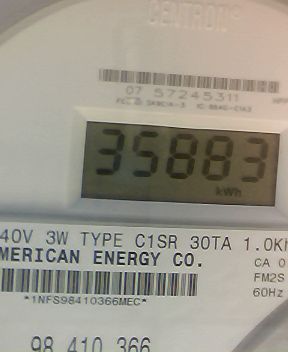 CENTRON®
07 57245311
35883
kWh
40V 3W TYPE C1SR 30TA 1.0Kh
MERICAN ENERGY CO.
CA 0
FM2S
60Hz
*1NFS98410366MEC*
98 410 366